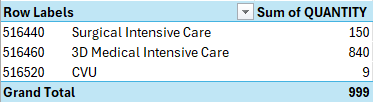 Row Labels Sum of QUANTITY
516440 Surgical Intensive Care 150
516460 3D Medical Intensive Care 840
516520 CVU 9
Grand Total 999